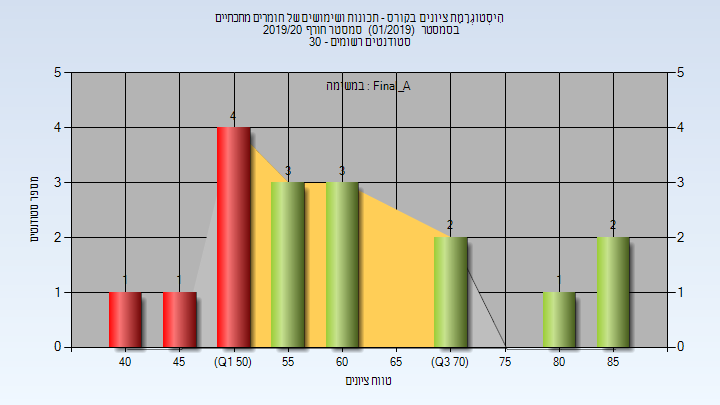 היסטוגרמת ציונים בקורס - תכונות ושימושים של חומרים מתכתיים
בסמסטר (01/2019) סמסטר חורף 2019/20
סטודנטים רשומים - 30
במשימה : Final_A
מספר סטודנטים
5 5
4 4
3 3
2 2
1 1
0 0
1 1 4 3 3 2 1 2
40 45 (Q1 50) 55 60 65 (Q3 70) 75 80 85
טווח ציונים